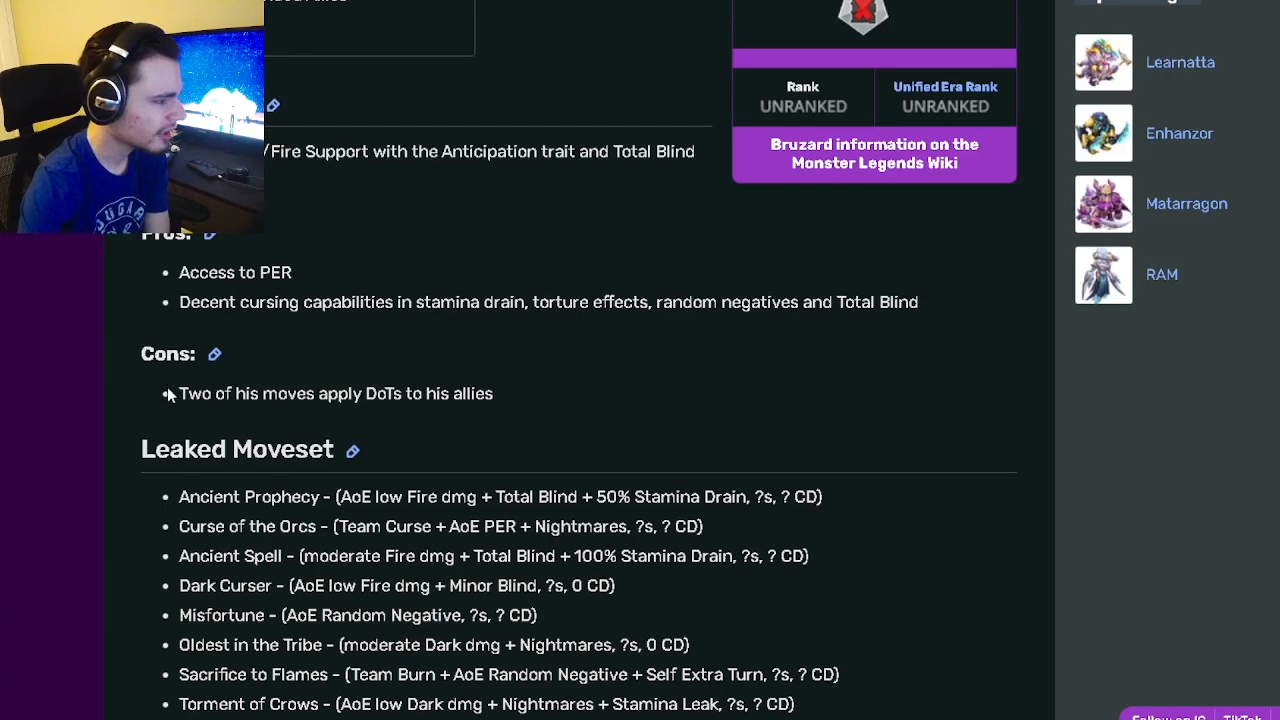 Rank
UNRANKED
Unified Era Rank
UNRANKED
Bruzard information on the
Monster Legends Wiki
/Fire Support with the Anticipation trait and Total Blind
Pros:
• Access to PER
• Decent cursing capabilities in stamina drain, torture effects, random negatives and Total Blind
Cons:
• Two of his moves apply DoTs to his allies
Leaked Moveset
• Ancient Prophecy - (AoE low Fire dmg + Total Blind + 50% Stamina Drain, ?s, ? CD)
• Curse of the Orcs - (Team Curse + AoE PER + Nightmares, ?s, ? CD)
• Ancient Spell - (moderate Fire dmg + Total Blind + 100% Stamina Drain, ?s, ? CD)
• Dark Curser - (AoE low Fire dmg + Minor Blind, ?s, 0 CD)
• Misfortune - (AoE Random Negative, ?s, ? CD)
• Oldest in the Tribe - (moderate Dark dmg + Nightmares, ?s, 0 CD)
• Sacrifice to Flames - (Team Burn + AoE Random Negative + Self Extra Turn, ?s, ? CD)
• Torment of Crows - (AoE low Dark dmg + Nightmares + Stamina Leak, ?s, ? CD)
Learnatta
Enhanzor
Matarragon
RAM
Follow on IG
TikTok